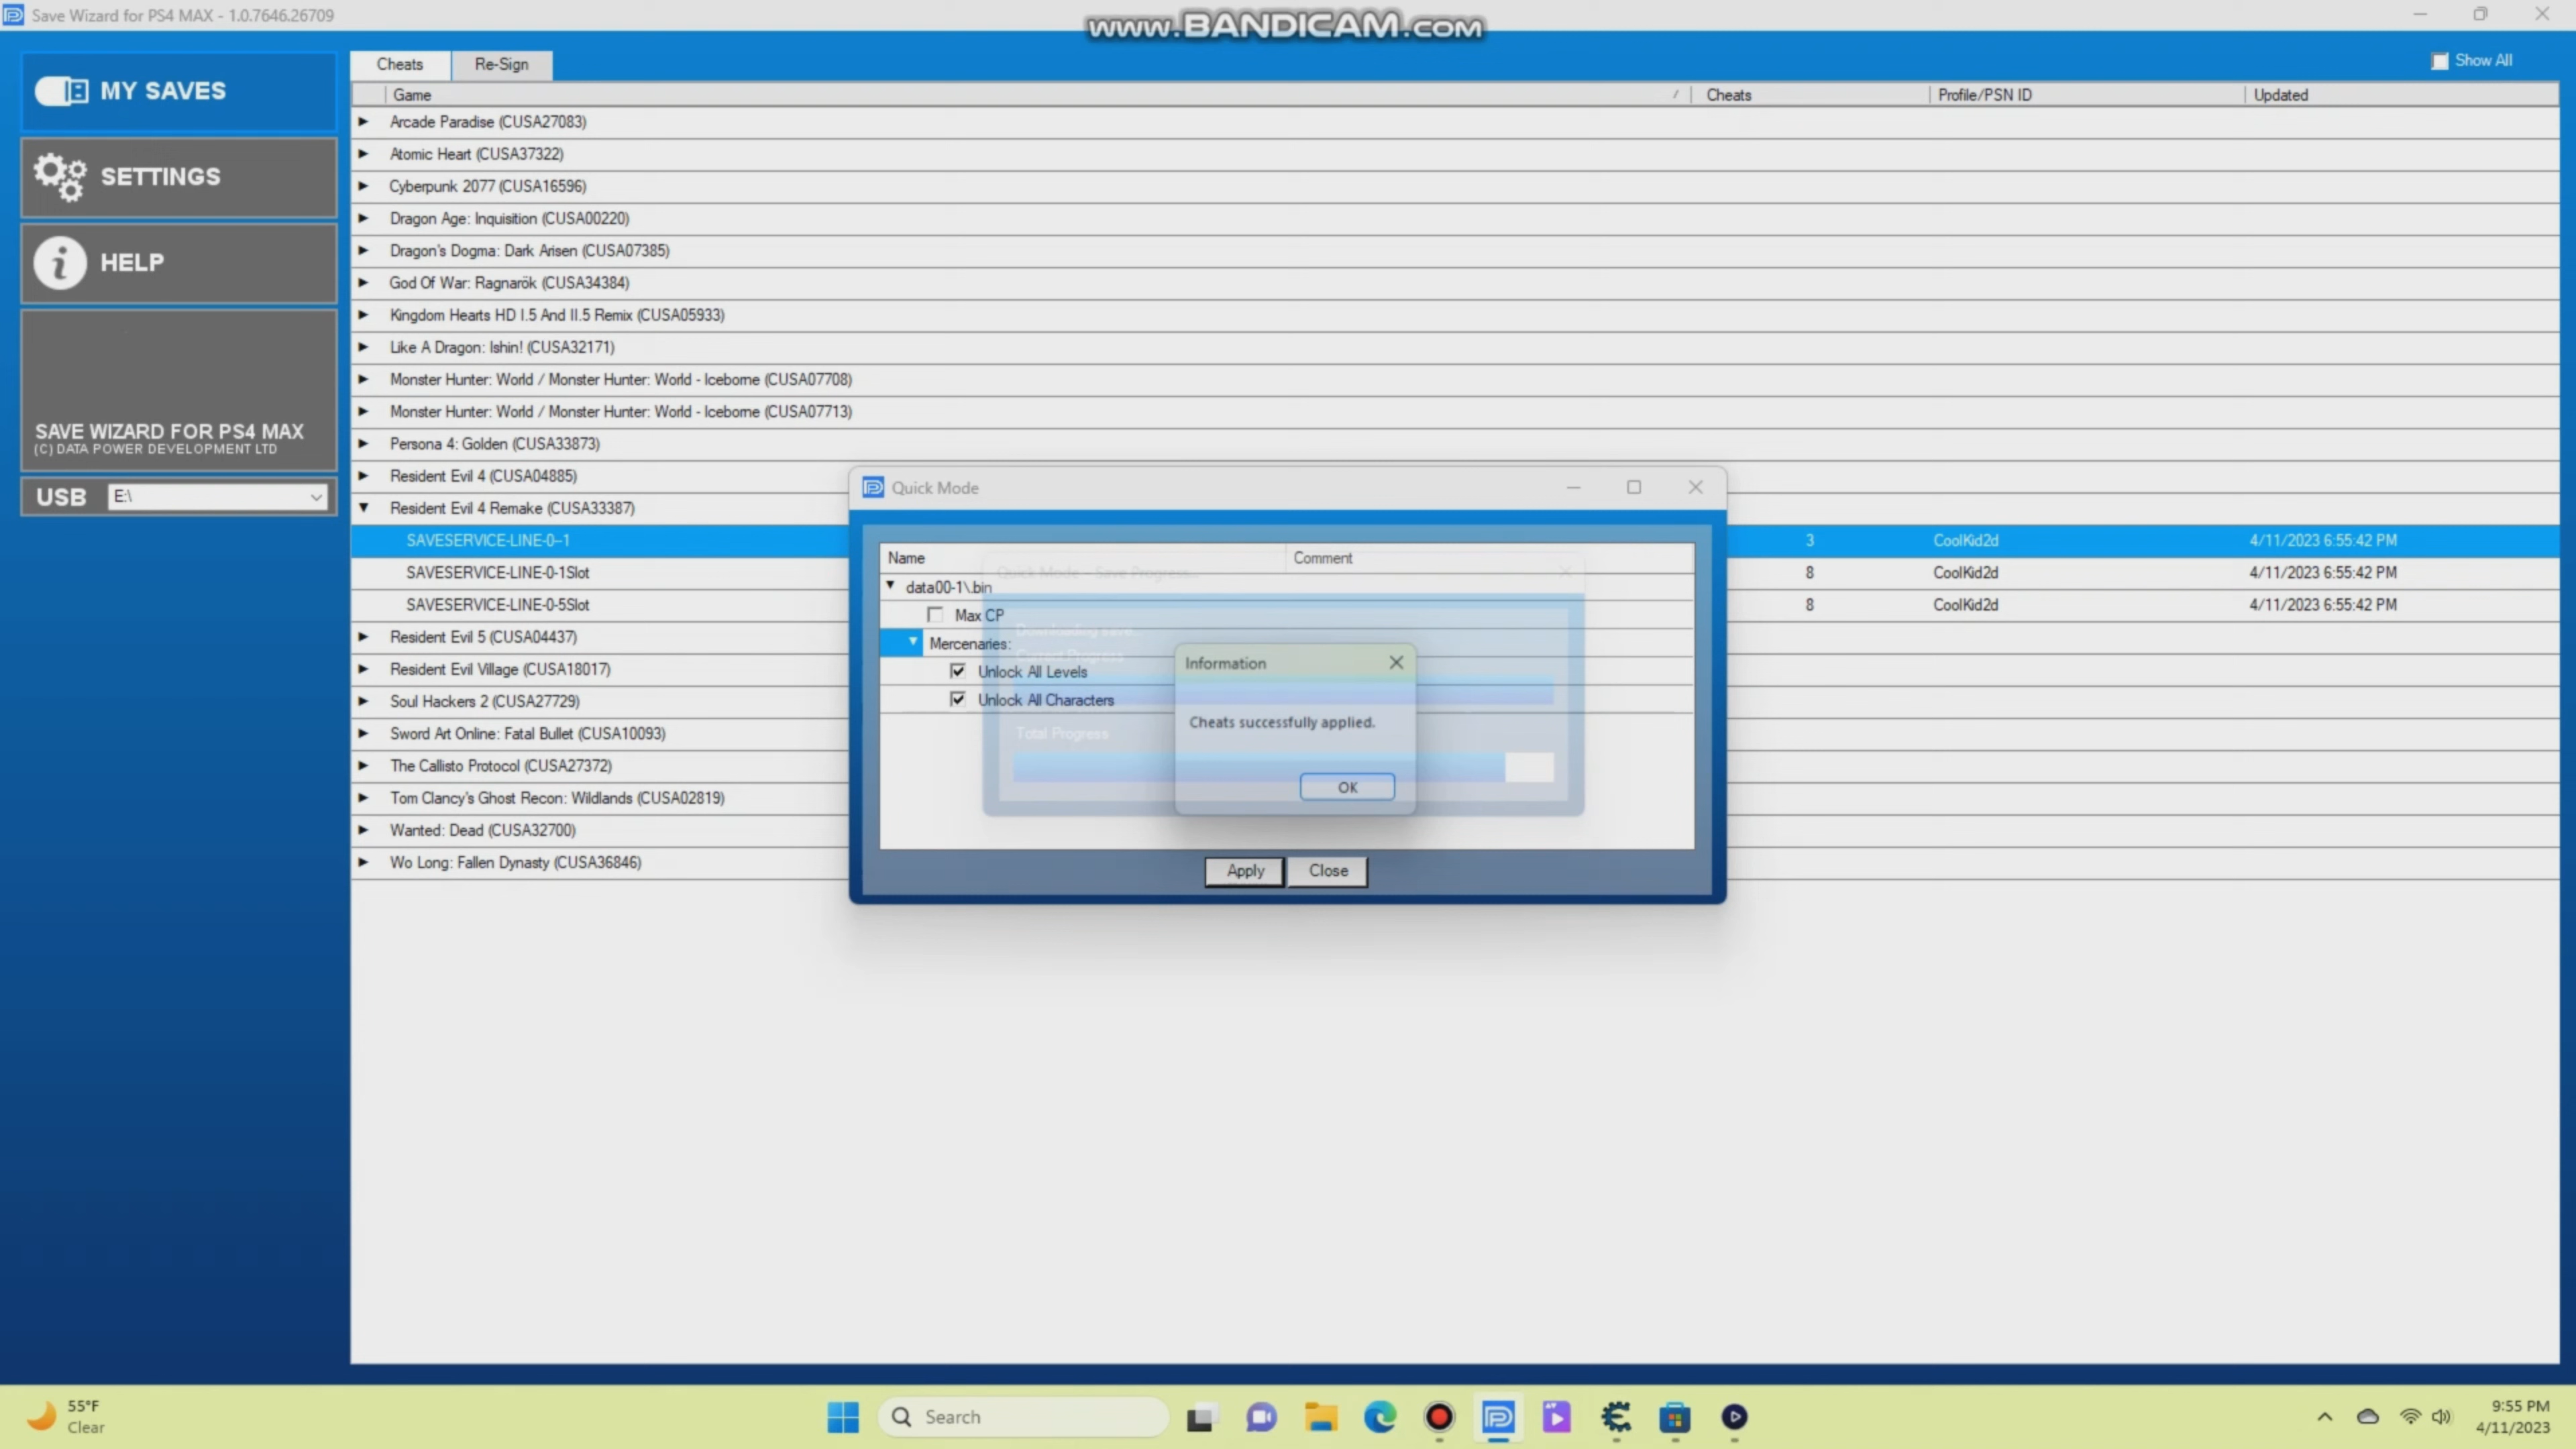 Save Wizard for PS4 MAX - 1.0.7646.26709
www.BANDICAM.com
MY SAVES
SETTINGS
HELP
SAVE WIZARD FOR PS4 MAX
(C) DATA POWER DEVELOPMENT LTD
USB E:\
Cheats Re-Sign
Show All
Game / Cheats Profile/PSN ID Updated
Arcade Paradise (CUSA27083)
Atomic Heart (CUSA37322)
Cyberpunk 2077 (CUSA16596)
Dragon Age: Inquisition (CUSA00220)
Dragon's Dogma: Dark Arisen (CUSA07385)
God Of War: Ragnarök (CUSA34384)
Kingdom Hearts HD I.5 And II.5 Remix (CUSA05933)
Like A Dragon: Ishin! (CUSA32171)
Monster Hunter: World / Monster Hunter: World - Iceborne (CUSA07708)
Monster Hunter: World / Monster Hunter: World - Iceborne (CUSA07713)
Persona 4: Golden (CUSA33873)
Resident Evil 4 (CUSA04885)
Resident Evil 4 Remake (CUSA33387)
SAVESERVICE-LINE-0--1 3 CoolKid2d 4/11/2023 6:55:42 PM
SAVESERVICE-LINE-0-1Slot 8 CoolKid2d 4/11/2023 6:55:42 PM
SAVESERVICE-LINE-0-5Slot 8 CoolKid2d 4/11/2023 6:55:42 PM
Resident Evil 5 (CUSA04437)
Resident Evil Village (CUSA18017)
Soul Hackers 2 (CUSA27729)
Sword Art Online: Fatal Bullet (CUSA10093)
The Callisto Protocol (CUSA27372)
Tom Clancy's Ghost Recon: Wildlands (CUSA02819)
Wanted: Dead (CUSA32700)
Wo Long: Fallen Dynasty (CUSA36846)
Quick Mode
Name Comment
Quick Mode - Save Progress...
data00-1\.bin
Max CP
Downloading save...
Mercenaries:
Current Progress
Unlock All Levels
Unlock All Characters
Total Progress
Information
Cheats successfully applied.
OK
Apply Close
55°F
Clear
Search
9:55 PM
4/11/2023